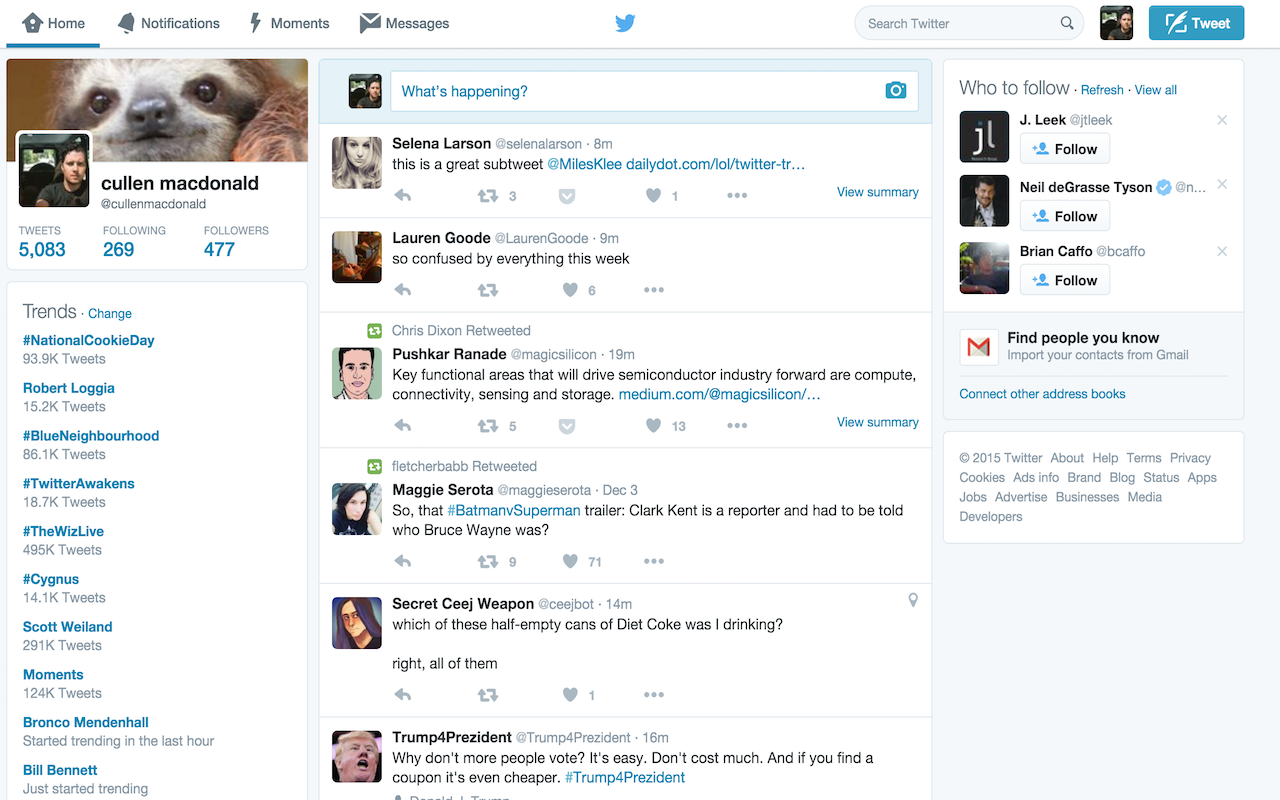 Home Notifications Moments Messages Search Twitter Tweet
cullen macdonald
@cullenmacdonald
TWEETS FOLLOWING FOLLOWERS
5,083 269 477
Trends · Change
#NationalCookieDay
93.9K Tweets
Robert Loggia
15.2K Tweets
#BlueNeighbourhood
86.1K Tweets
#TwitterAwakens
18.7K Tweets
#TheWizLive
495K Tweets
#Cygnus
14.1K Tweets
Scott Weiland
291K Tweets
Moments
124K Tweets
Bronco Mendenhall
Started trending in the last hour
Bill Bennett
Just started trending
What's happening?
Selena Larson @selenalarson · 8m
this is a great subtweet @MilesKlee dailydot.com/lol/twitter-tr…
3 1 View summary
Lauren Goode @LaurenGoode · 9m
so confused by everything this week
6
Chris Dixon Retweeted
Pushkar Ranade @magicsilicon · 19m
Key functional areas that will drive semiconductor industry forward are compute,
connectivity, sensing and storage. medium.com/@magicsilicon/…
5 13 View summary
fletcherbabb Retweeted
Maggie Serota @maggieserota · Dec 3
So, that #BatmanvSuperman trailer: Clark Kent is a reporter and had to be told
who Bruce Wayne was?
9 71
Secret Ceej Weapon @ceejbot · 14m
which of these half-empty cans of Diet Coke was I drinking?
right, all of them
1
Trump4Prezident @Trump4Prezident · 16m
Why don't more people vote? It's easy. Don't cost much. And if you find a
coupon it's even cheaper. #Trump4Prezident
Donald J. Trump
Who to follow · Refresh · View all
jl
J. Leek @jtleek
Follow
Neil deGrasse Tyson @n...
Follow
Brian Caffo @bcaffo
Follow
Find people you know
Import your contacts from Gmail
Connect other address books
© 2015 Twitter About Help Terms Privacy
Cookies Ads info Brand Blog Status Apps
Jobs Advertise Businesses Media
Developers